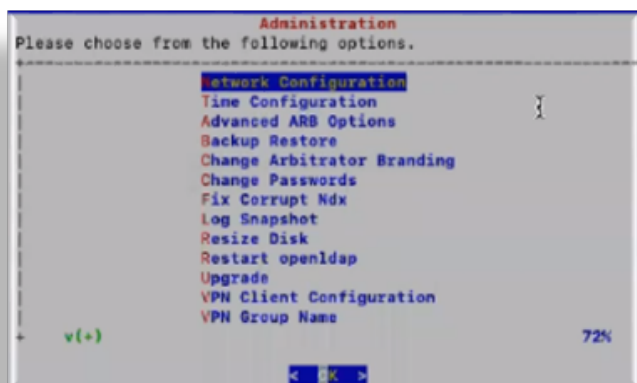 Administration
Please choose from the following options.
Network Configuration
Time Configuration
Advanced ARB Options
Backup Restore
Change Arbitrator Branding
Change Passwords
Fix Corrupt Ndx
Log Snapshot
Resize Disk
Restart openldap
Upgrade
VPN Client Configuration
VPN Group Name
v(+) 72%
< OK >